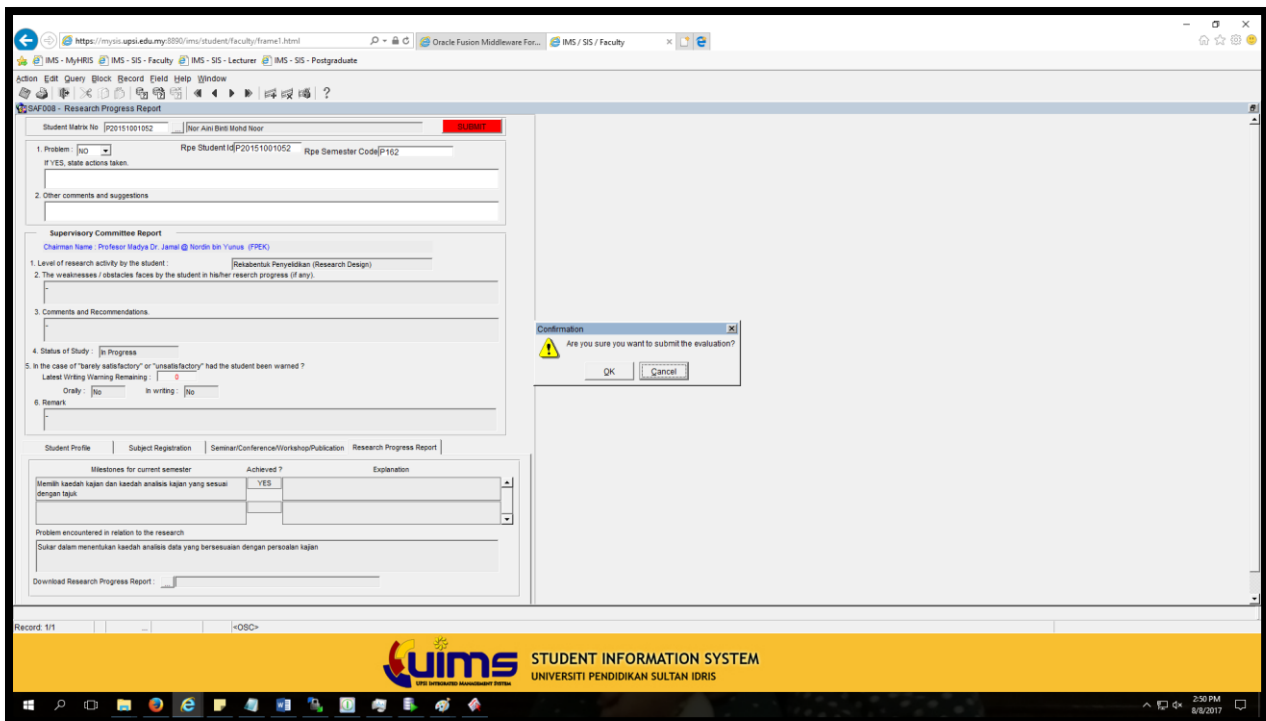 https://mysis.upsi.edu.my:8890/ims/student/faculty/frame1.html
Oracle Fusion Middleware For...
IMS / SIS / Faculty
IMS - MyHRIS
IMS - SIS - Faculty
IMS - SIS - Lecturer
IMS - SIS - Postgraduate
Action Edit Query Block Record Field Help Window
SAF008 - Research Progress Report
Student Matrix No P20151001052 ... Nor Aini Binti Mohd Noor SUBMIT
1. Problem : NO Rpe Student Id P20151001052 Rpe Semester Code P162
If YES, state actions taken.
2. Other comments and suggestions
Supervisory Committee Report
Chairman Name : Profesor Madya Dr. Jamal @ Nordin bin Yunus (FPEK)
1. Level of research activity by the student : Rekabentuk Penyelidikan (Research Design)
2. The weaknesses / obstacles faces by the student in his/her reserch progress (if any).
-
3. Comments and Recommendations.
-
4. Status of Study : In Progress
5. In the case of "barely satisfactory" or "unsatisfactory" had the student been warned ?
Latest Writing Warning Remaining : 0
Orally : No In writing : No
6. Remark
-
Confirmation
Are you sure you want to submit the evaluation?
OK Cancel
Student Profile Subject Registration Seminar/Conference/Workshop/Publication Research Progress Report
Milestones for current semester Achieved ? Explanation
Memilih kaedah kajian dan kaedah analisis kajian yang sesuai YES
dengan tajuk
Problem encountered in relation to the research
Sukar dalam menentukan kaedah analisis data yang bersesuaian dengan persoalan kajian
Download Research Progress Report : ...
Record: 1/1 ... <OSC>
uims
UPSI INTEGRATED MANAGEMENT SYSTEM
STUDENT INFORMATION SYSTEM
UNIVERSITI PENDIDIKAN SULTAN IDRIS
2:50 PM
8/8/2017